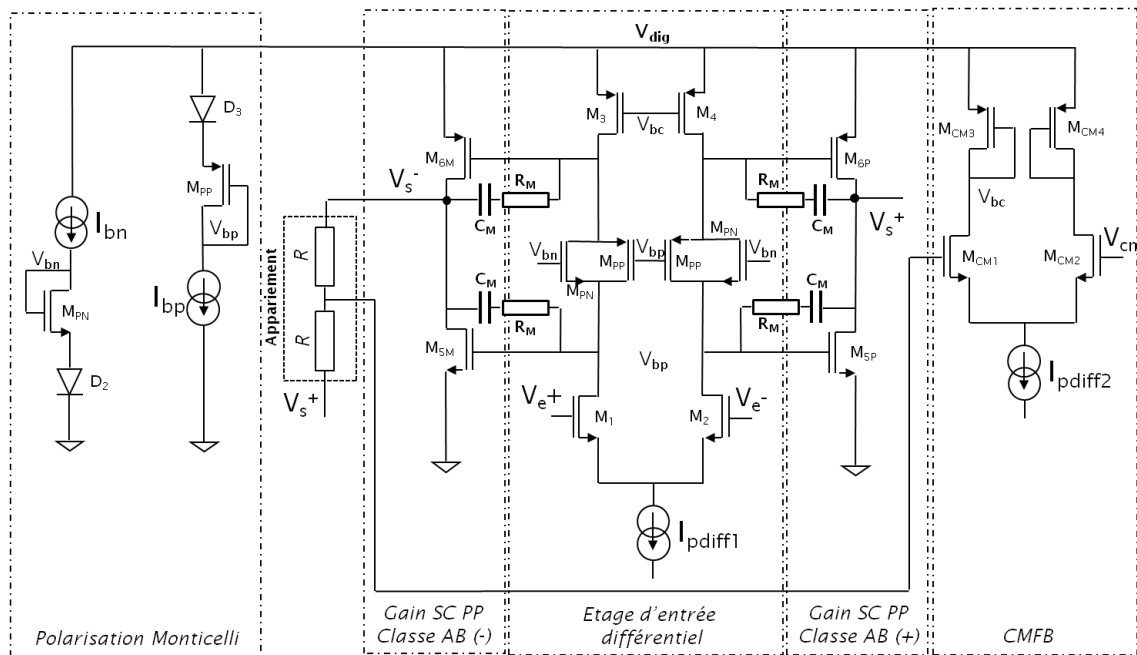 V_dig
D_3
M_PP
V_bp
I_bn
V_bn
M_PN
I_bp
D_2
Polarisation Monticelli
Appariement
R
R
V_s^-
V_s^+
M_6M
C_M
R_M
C_M
R_M
M_5M
Gain SC PP
Classe AB (-)
M_3
M_4
V_bc
V_bn
M_PP
V_bp
M_PP
M_PN
V_bn
M_PN
V_bp
V_e+
M_1
M_2
V_e-
I_pdiff1
Etage d'entrée
différentiel
M_6P
R_M
C_M
V_s^+
R_M
C_M
M_5P
Gain SC PP
Classe AB (+)
M_CM3
M_CM4
V_bc
M_CM1
M_CM2
V_cm
I_pdiff2
CMFB